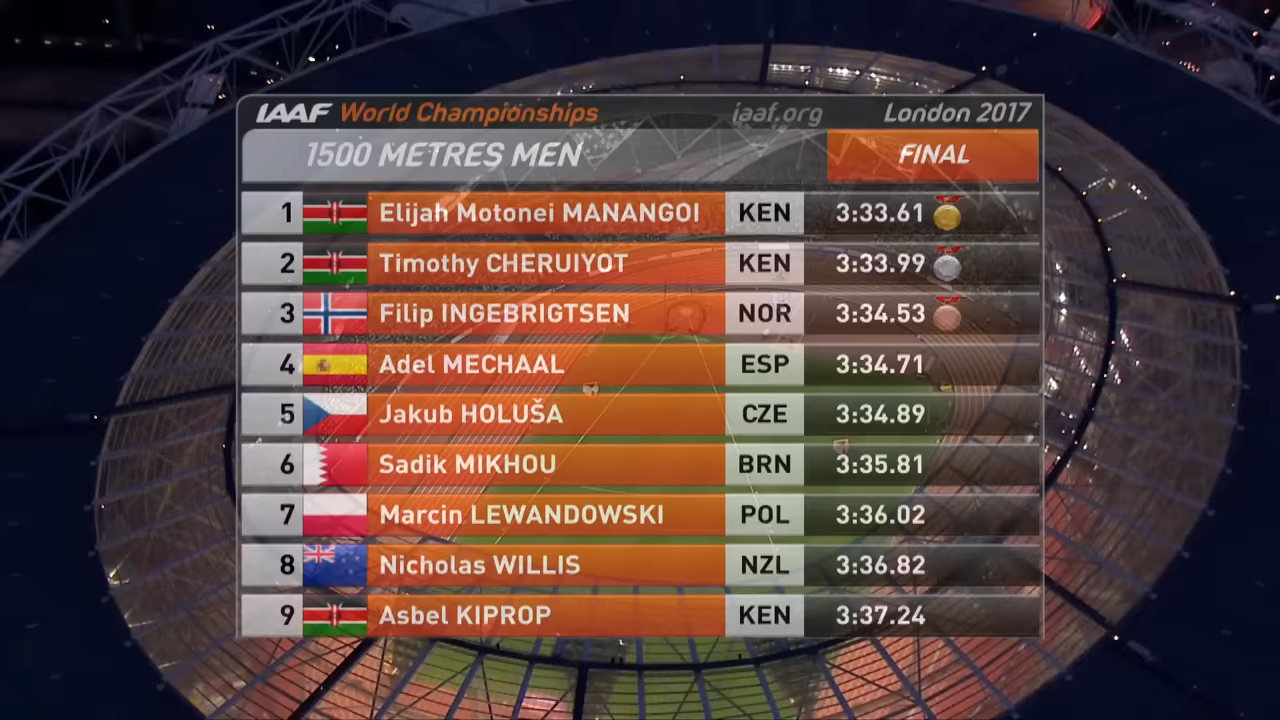 IAAF World Championships iaaf.org London 2017
1500 METRES MEN FINAL
1 Elijah Motonei MANANGOI KEN 3:33.61
2 Timothy CHERUIYOT KEN 3:33.99
3 Filip INGEBRIGTSEN NOR 3:34.53
4 Adel MECHAAL ESP 3:34.71
5 Jakub HOLUŠA CZE 3:34.89
6 Sadik MIKHOU BRN 3:35.81
7 Marcin LEWANDOWSKI POL 3:36.02
8 Nicholas WILLIS NZL 3:36.82
9 Asbel KIPROP KEN 3:37.24